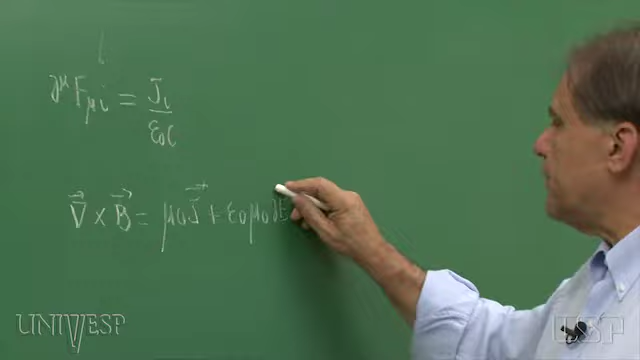 ∂^μ F_μi = J_i / ε₀c
∇⃗ × B⃗ = μ₀J⃗ + ε₀μ₀∂E
UNIVESP
USP